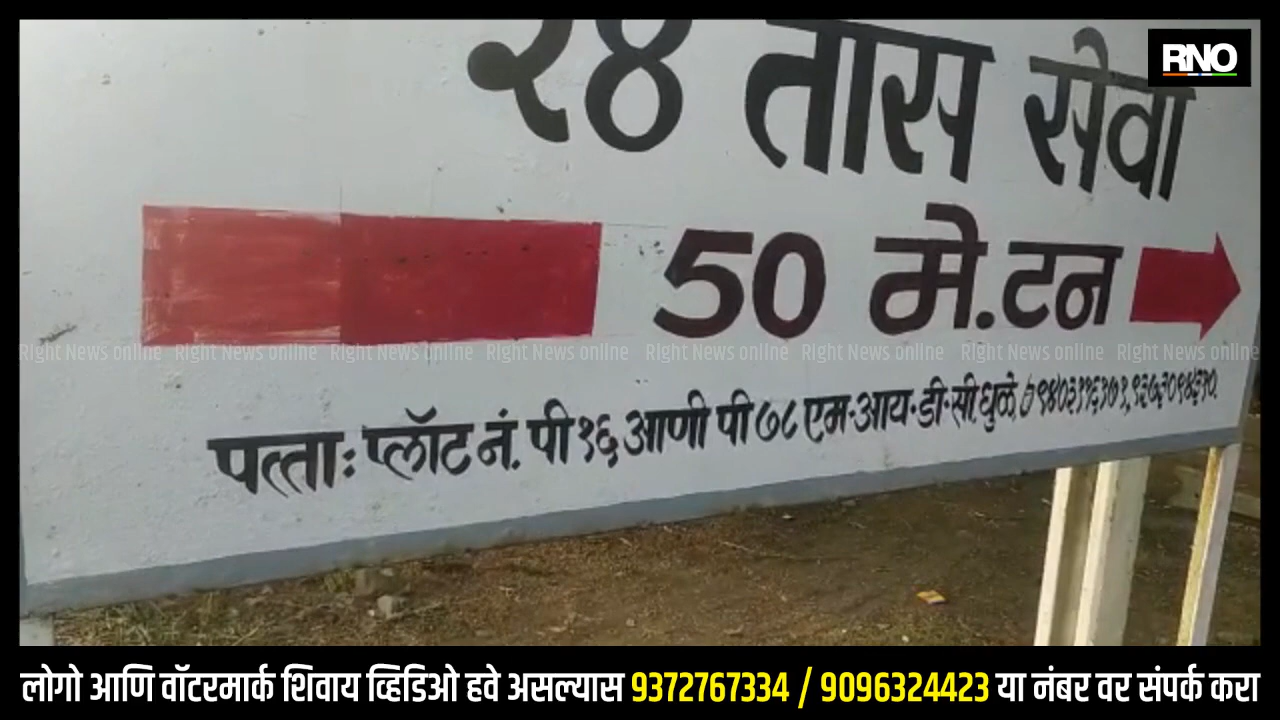 RNO
२४ तास सेवा
50 मे.टन
Right News online Right News online Right News online Right News online Right News online Right News online Right News online Right News online
पत्ता: प्लॉट नं. पी १६ आणी पी ७८ एम.आय.डी.सी.धुळे.
लोगो आणि वॉटरमार्क शिवाय व्हिडिओ हवे असल्यास 9372767334 / 9096324423 या नंबर वर संपर्क करा